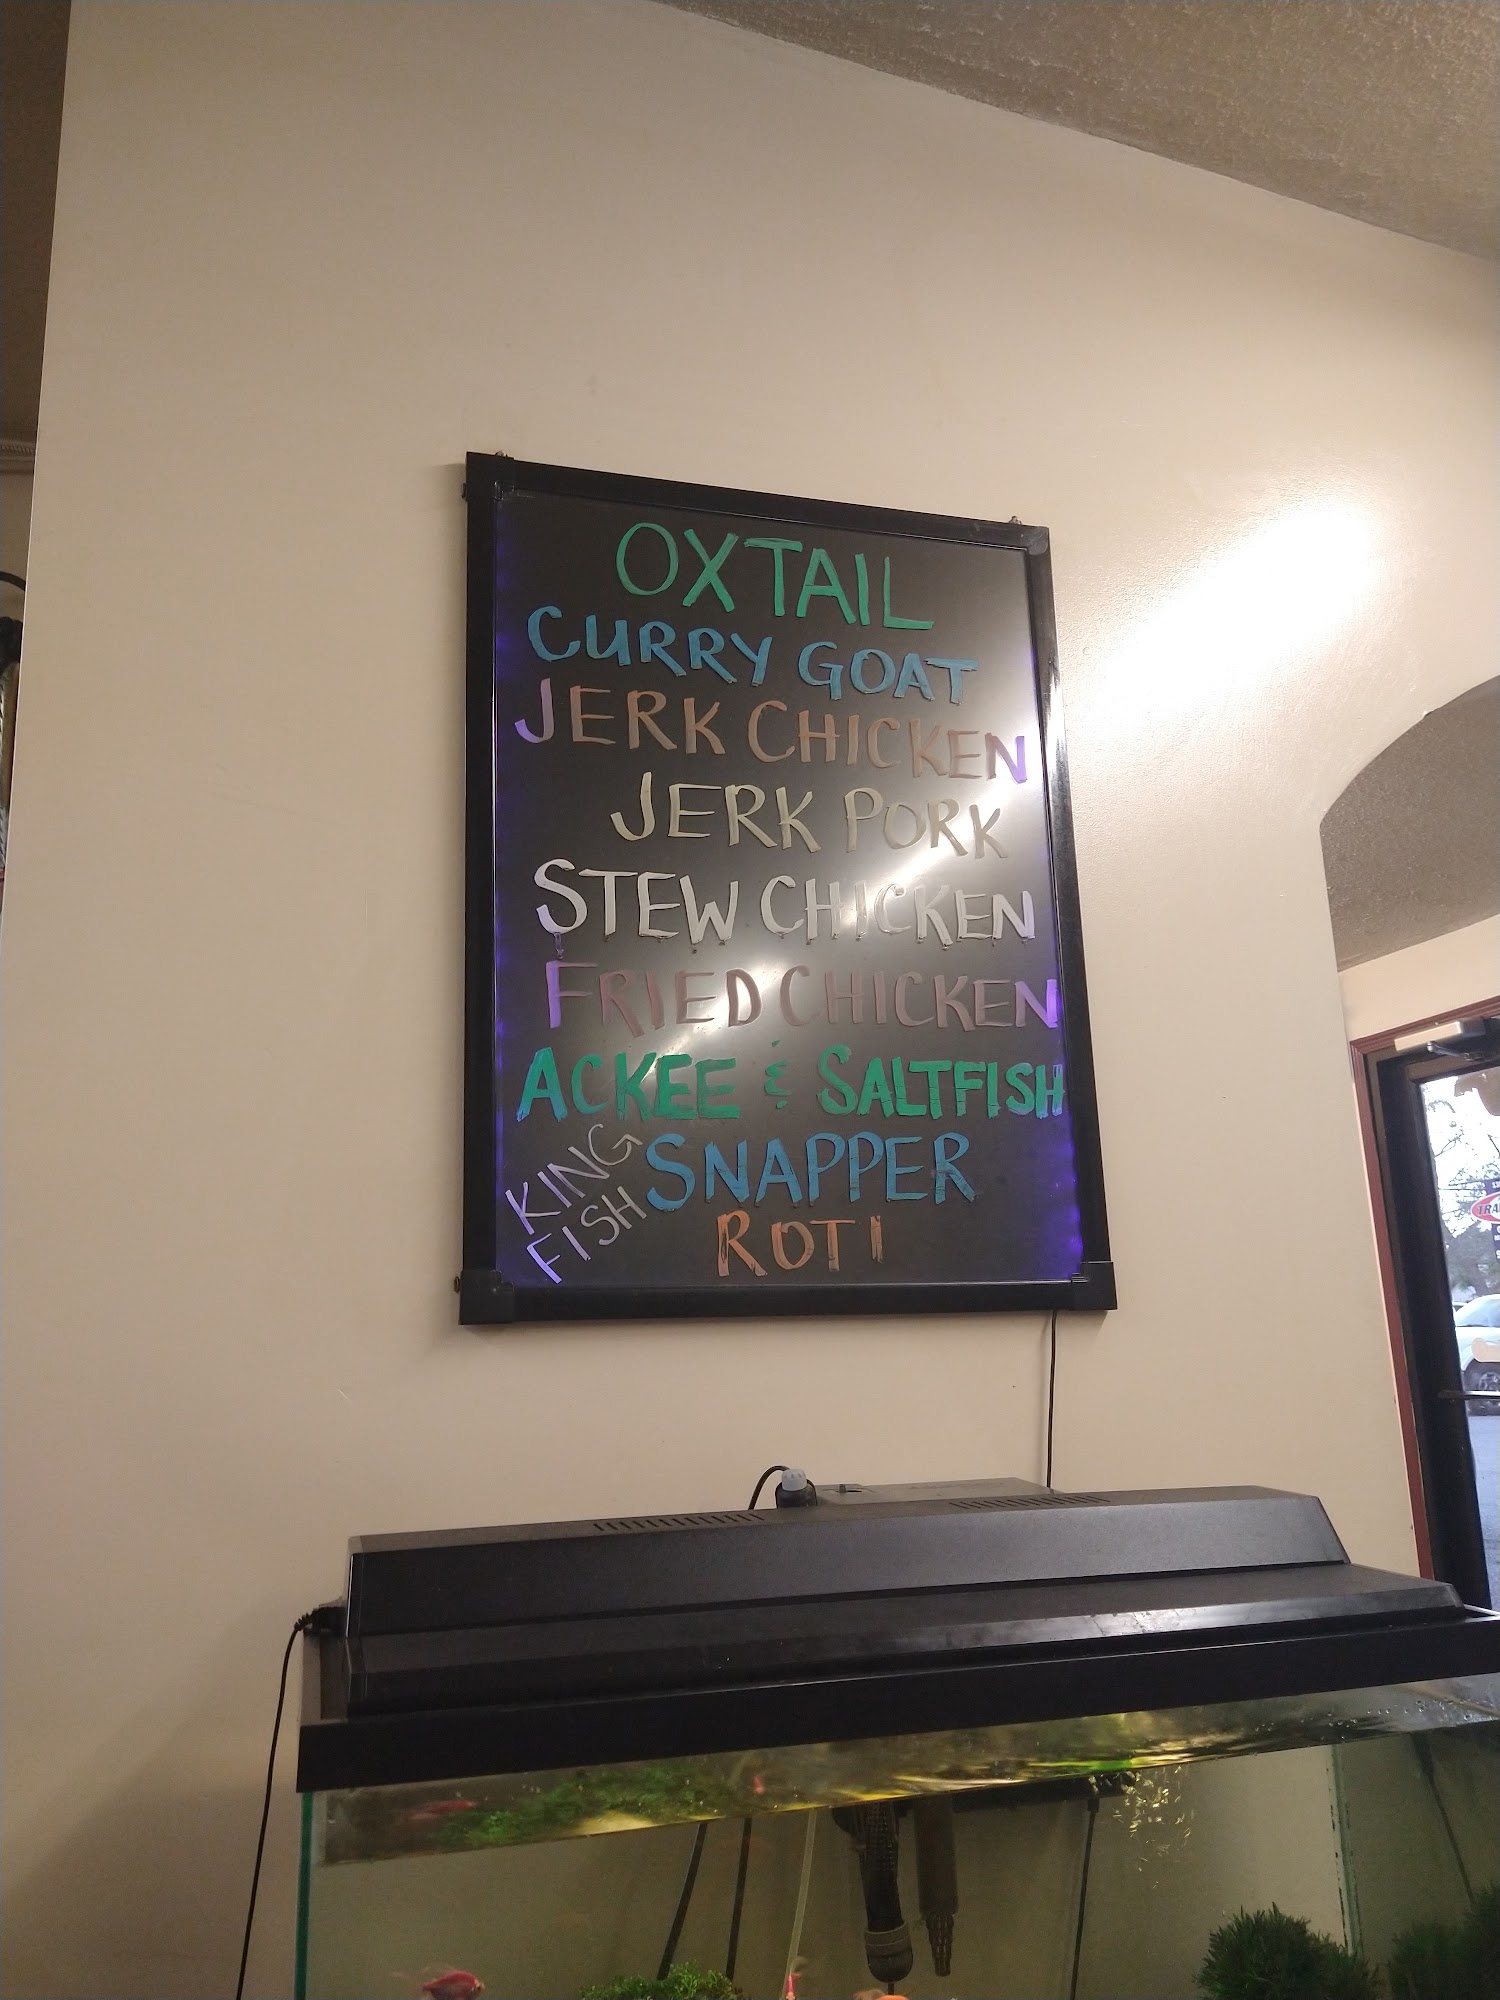 OXTAIL
CURRY GOAT
JERK CHICKEN
JERK PORK
STEW CHICKEN
FRIED CHICKEN
ACKEE & SALTFISH
SNAPPER
KING
FISH
ROTI